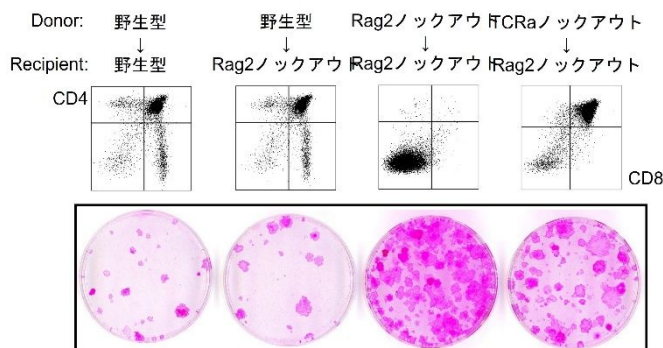 Donor: 野生型 野生型 Rag2ノックアウト TCRaノックアウト
↓ ↓ ↓ ↓
Recipient: 野生型 Rag2ノックアウト Rag2ノックアウト Rag2ノックアウト
CD4
CD8